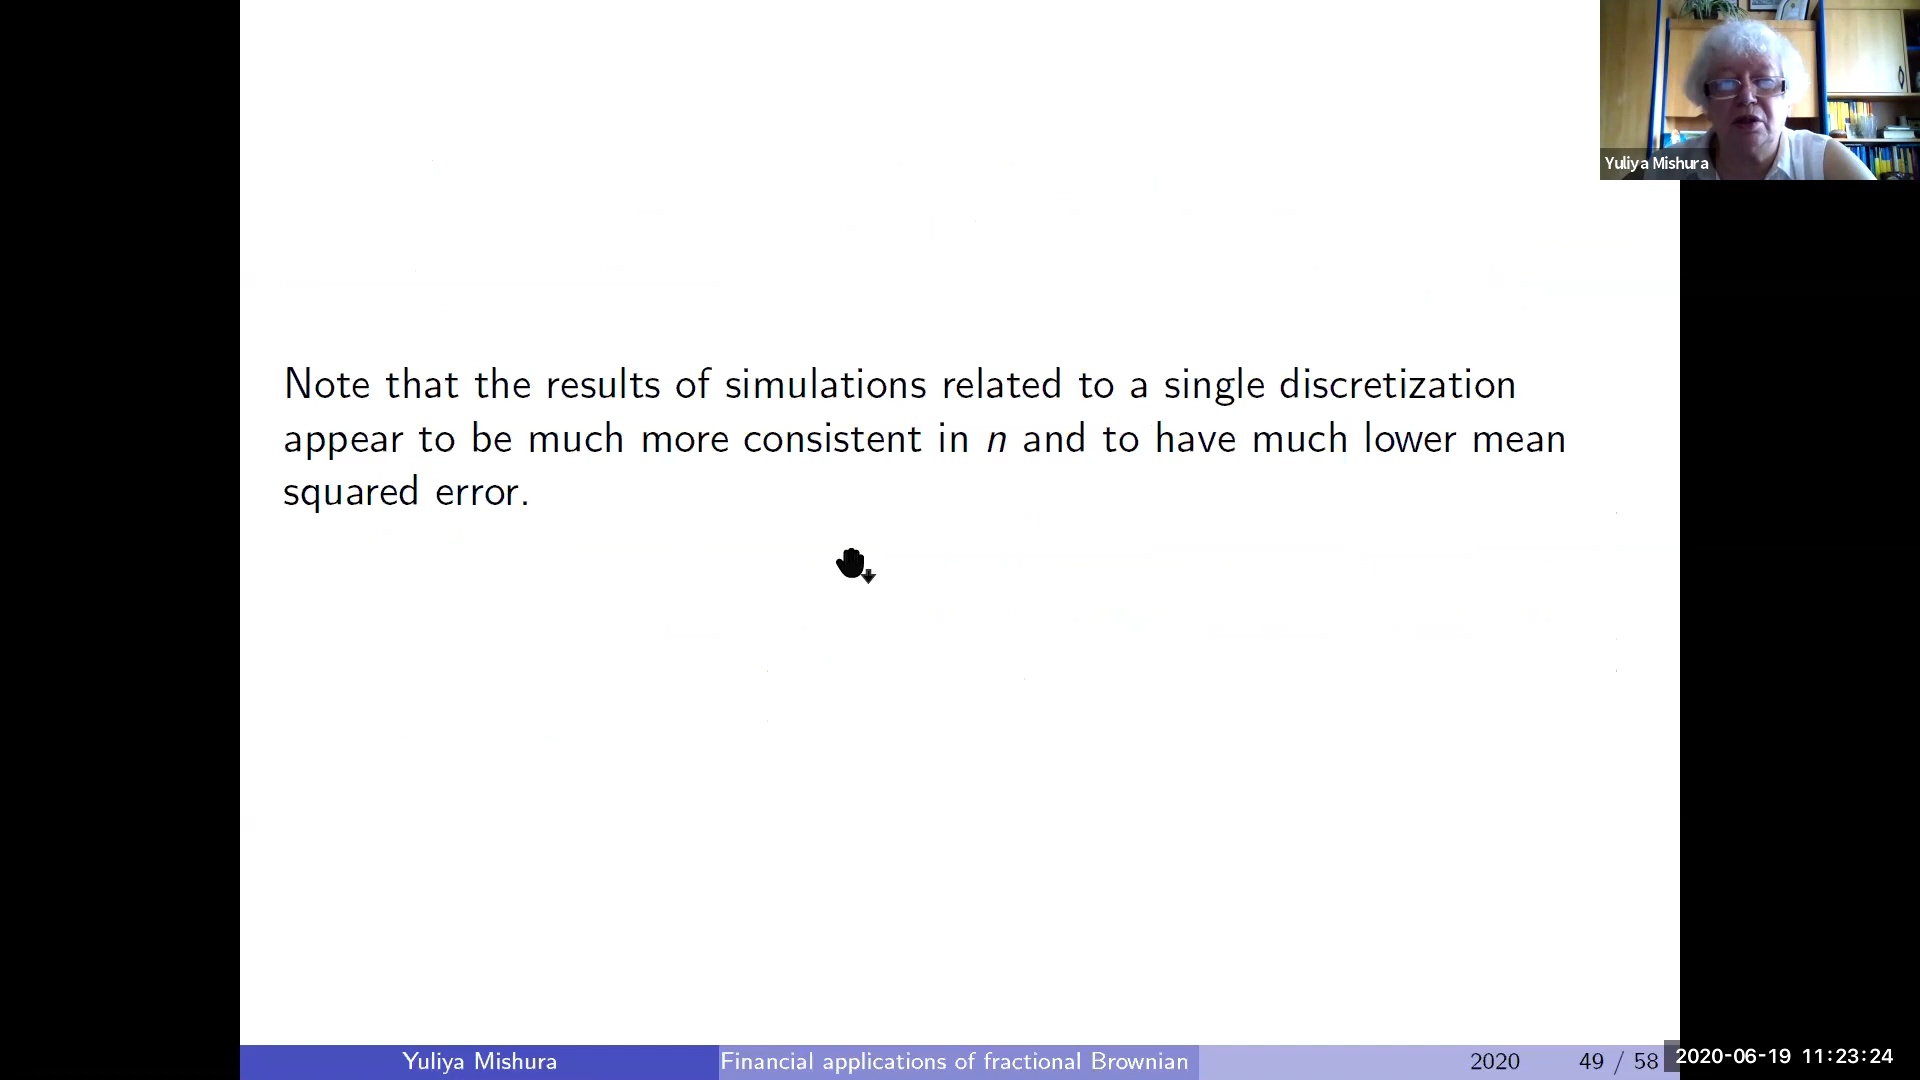 Yuliya Mishura
Note that the results of simulations related to a single discretization
appear to be much more consistent in n and to have much lower mean
squared error.
Yuliya Mishura Financial applications of fractional Brownian 2020 49 / 58 2020-06-19 11:23:24